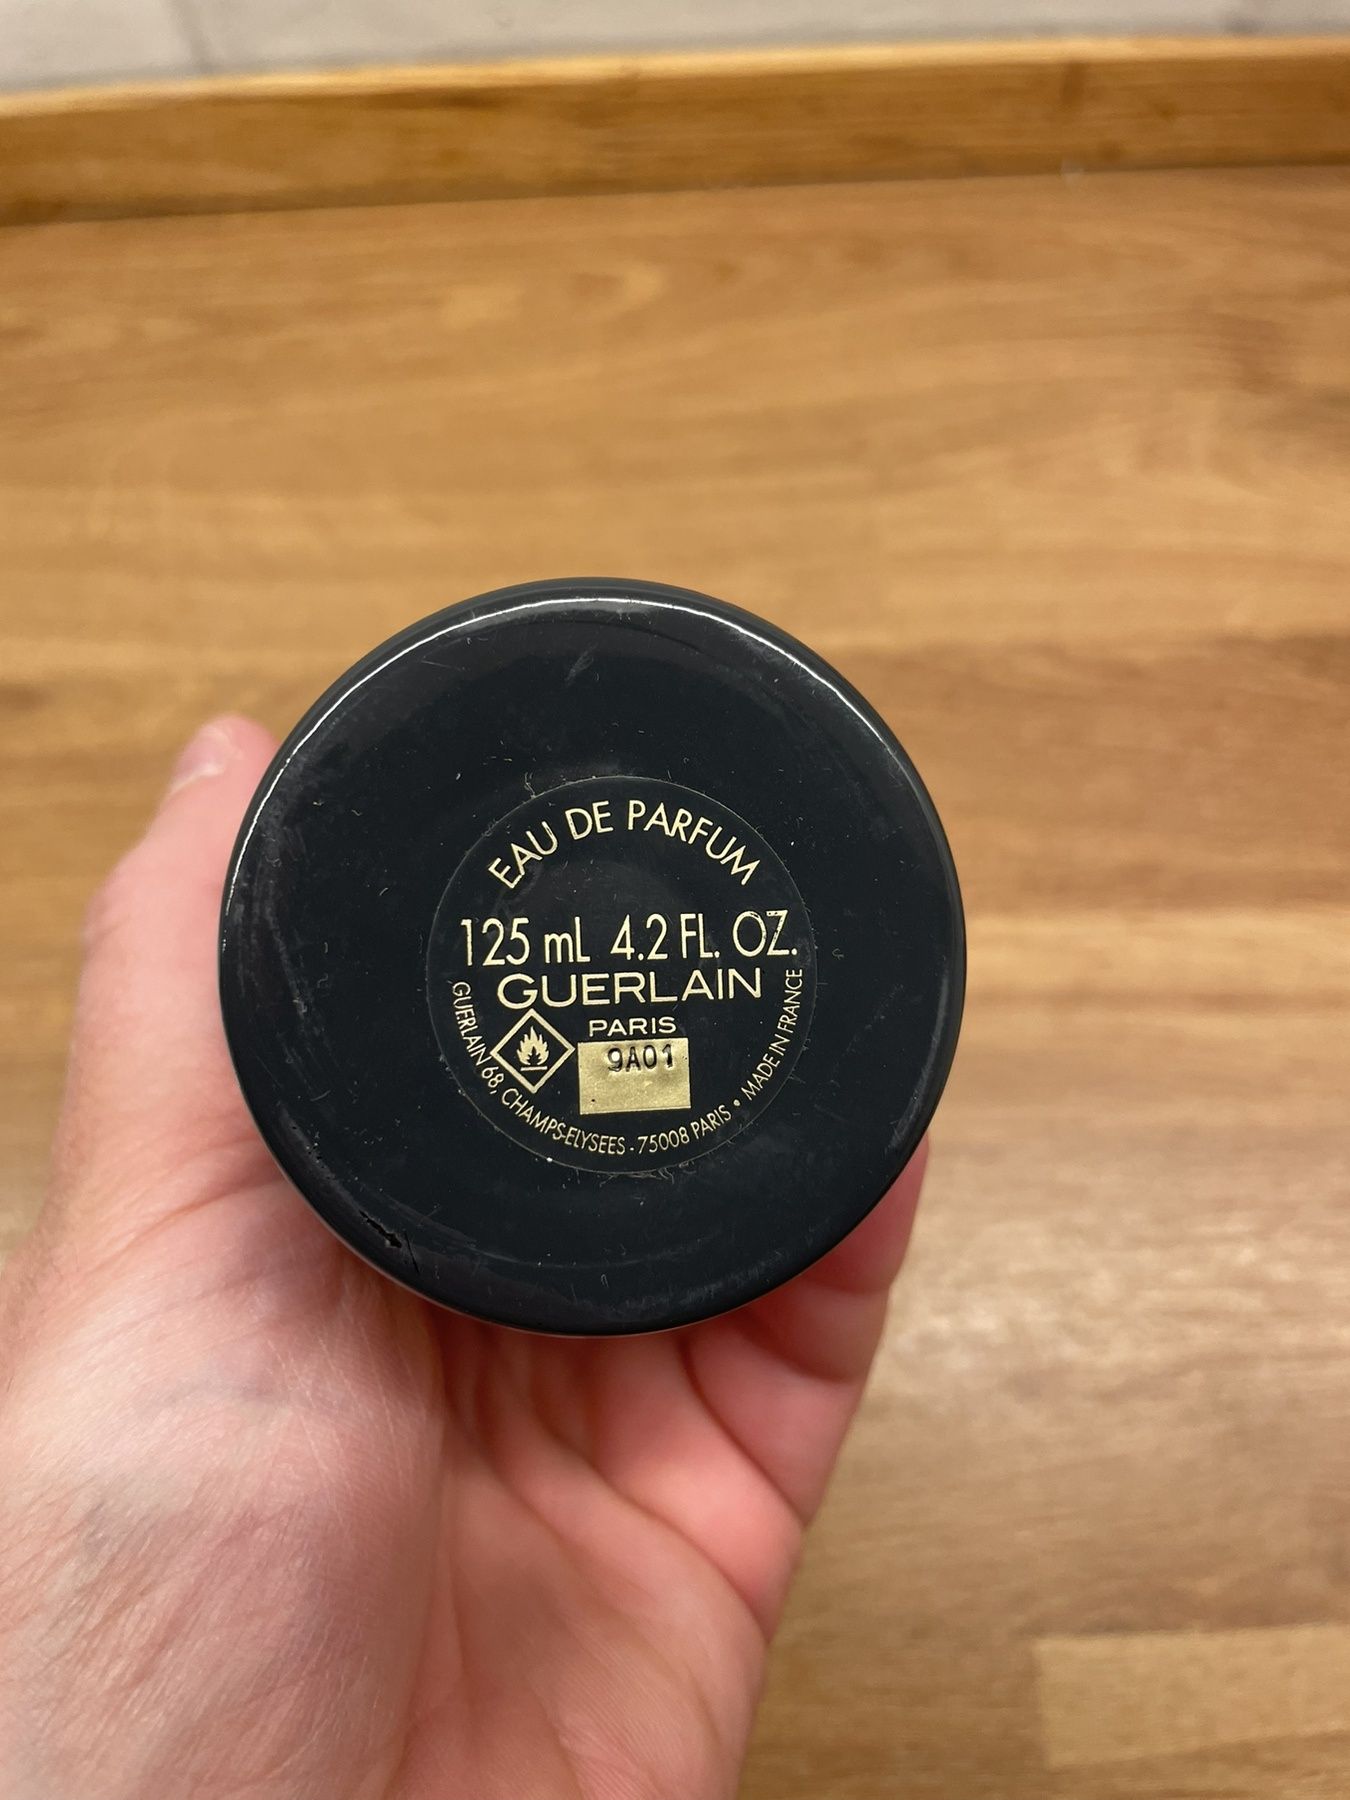 EAU DE PARFUM
125 mL 4.2 FL. OZ.
GUERLAIN
PARIS
9A01
GUERLAIN 68, CHAMPS-ELYSEES - 75008 PARIS • MADE IN FRANCE